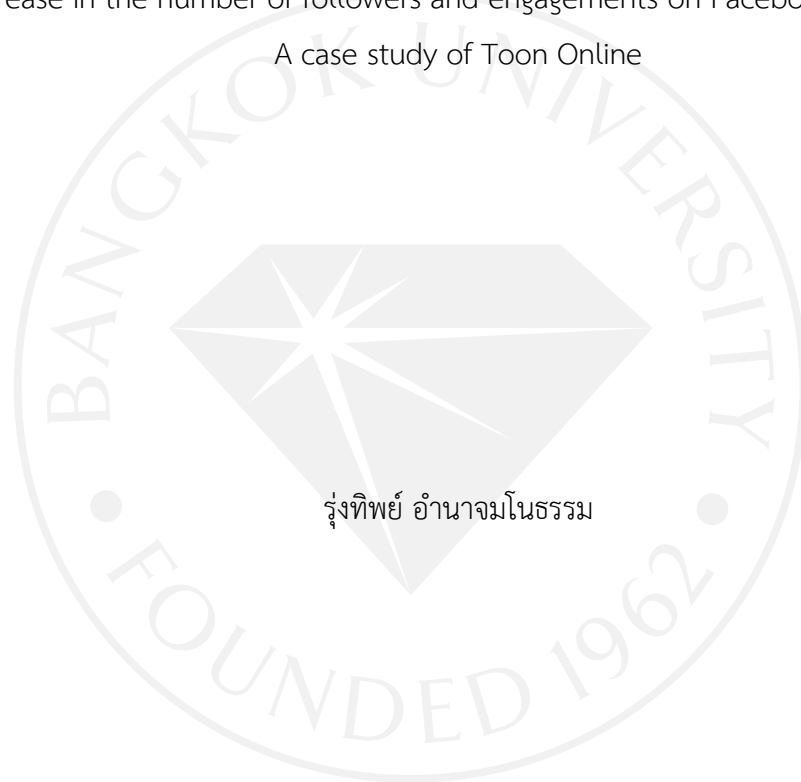 rease in the number of followers and engagements on Facebo
A case study of Toon Online
BANGKOK UNIVERSITY
รุ่งทิพย์ อำนาจมโนธรรม
FOUNDED 1962